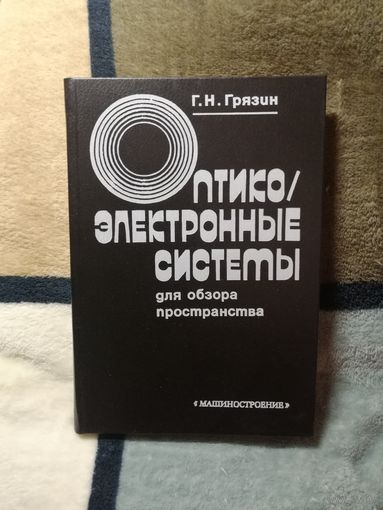 Г. Н. Грязин
Оптико/
электронные
системы
для обзора
пространства
«МАШИНОСТРОЕНИЕ»